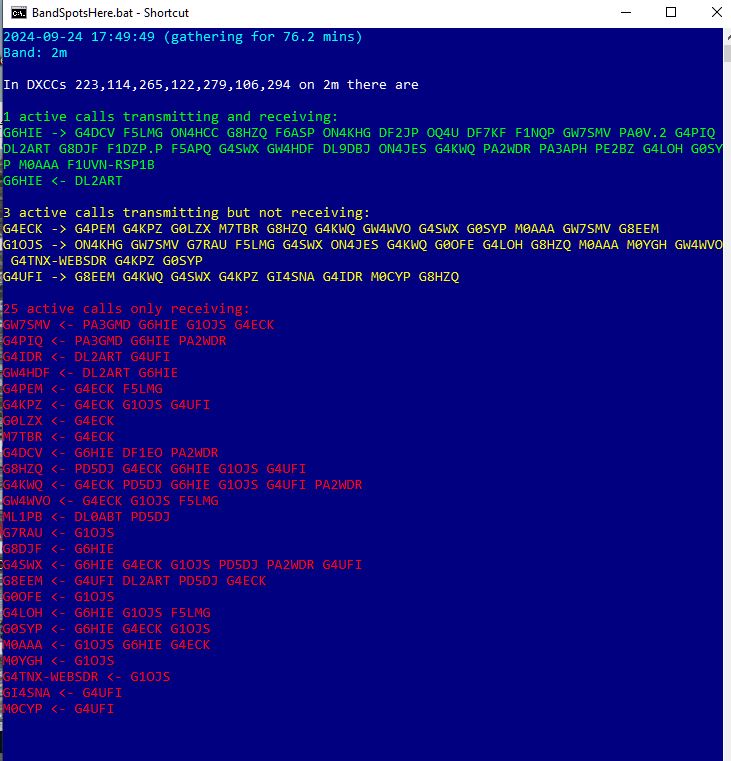 BandSpotsHere.bat - Shortcut
2024-09-24 17:49:49 (gathering for 76.2 mins)
Band: 2m
In DXCCs 223,114,265,122,279,106,294 on 2m there are
1 active calls transmitting and receiving:
G6HIE -> G4DCV F5LMG ON4HCC G8HZQ F6ASP ON4KHG DF2JP OQ4U DF7KF F1NQP GW7SMV PA0V.2 G4PIQ
DL2ART G8DJF F1DZP.P F5APQ G4SWX GW4HDF DL9DBJ ON4JES G4KWQ PA2WDR PA3APH PE2BZ G4LOH G0SY
P M0AAA F1UVN-RSP1B
G6HIE <- DL2ART
3 active calls transmitting but not receiving:
G4ECK -> G4PEM G4KPZ G0LZX M7TBR G8HZQ G4KWQ GW4WVO G4SWX G0SYP M0AAA GW7SMV G8EEM
G1OJS -> ON4KHG GW7SMV G7RAU F5LMG G4SWX ON4JES G4KWQ G0OFE G4LOH G8HZQ M0AAA M0YGH GW4WVO
G4TNX-WEBSDR G4KPZ G0SYP
G4UFI -> G8EEM G4KWQ G4SWX G4KPZ GI4SNA G4IDR M0CYP G8HZQ
25 active calls only receiving:
GW7SMV <- PA3GMD G6HIE G1OJS G4ECK
G4PIQ <- PA3GMD G6HIE PA2WDR
G4IDR <- DL2ART G4UFI
GW4HDF <- DL2ART G6HIE
G4PEM <- G4ECK F5LMG
G4KPZ <- G4ECK G1OJS G4UFI
G0LZX <- G4ECK
M7TBR <- G4ECK
G4DCV <- G6HIE DF1EO PA2WDR
G8HZQ <- PD5DJ G4ECK G6HIE G1OJS G4UFI
G4KWQ <- G4ECK PD5DJ G6HIE G1OJS G4UFI PA2WDR
GW4WVO <- G4ECK G1OJS F5LMG
ML1PB <- DL0ABT PD5DJ
G7RAU <- G1OJS
G8DJF <- G6HIE
G4SWX <- G6HIE G4ECK G1OJS PD5DJ PA2WDR G4UFI
G8EEM <- G4UFI DL2ART PD5DJ G4ECK
G0OFE <- G1OJS
G4LOH <- G6HIE G1OJS F5LMG
G0SYP <- G6HIE G4ECK G1OJS
M0AAA <- G1OJS G6HIE G4ECK
M0YGH <- G1OJS
G4TNX-WEBSDR <- G1OJS
GI4SNA <- G4UFI
M0CYP <- G4UFI